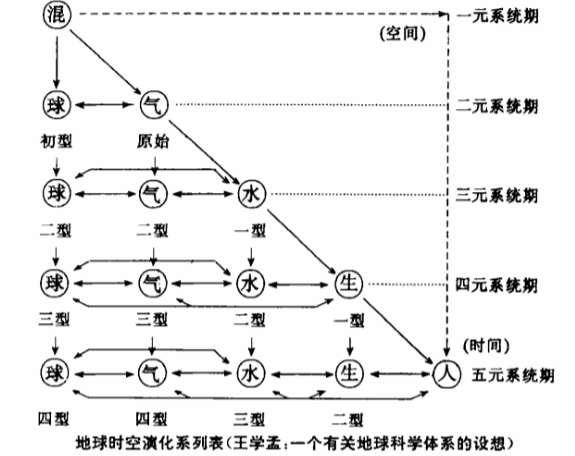 混 一元系统期
(空间)
球 气 二元系统期
初型 原始
球 气 水 三元系统期
二型 二型 一型
球 气 水 生 四元系统期
三型 三型 二型 一型
(时间)
球 气 水 生 人 五元系统期
四型 四型 三型 二型
地球时空演化系列表(王学孟:一个有关地球科学体系的设想)